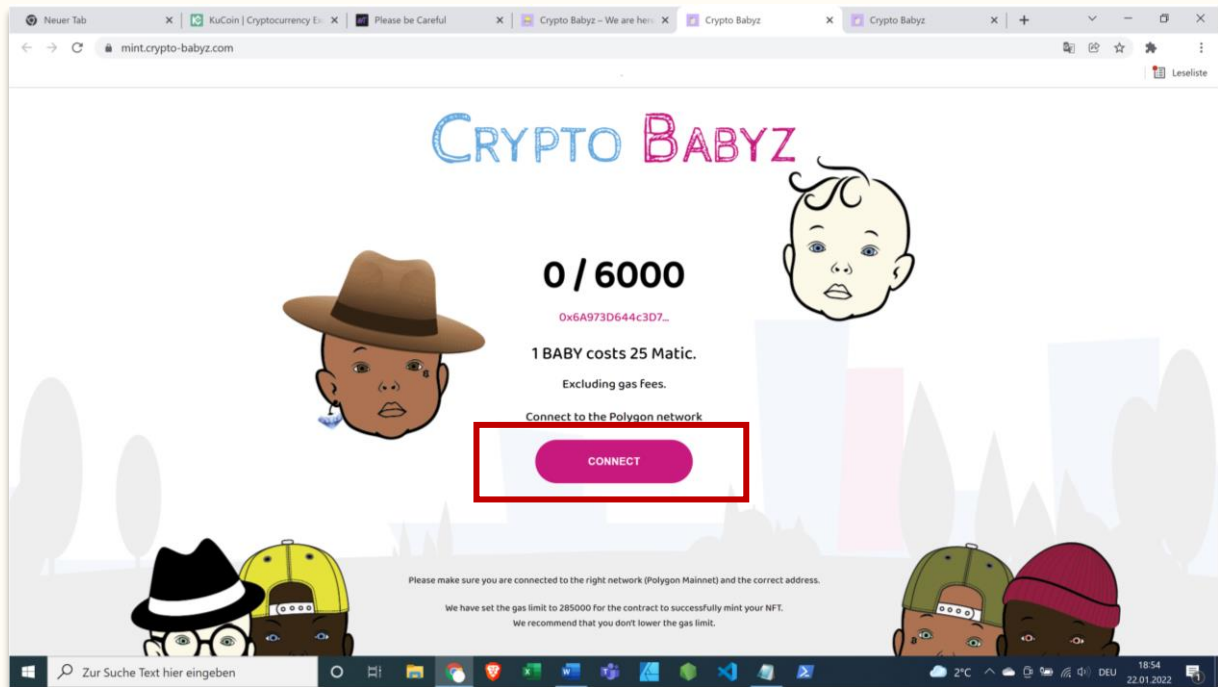 Neuer Tab
KuCoin | Cryptocurrency Ex
Please be Careful
Crypto Babyz – We are here
Crypto Babyz
Crypto Babyz
mint.crypto-babyz.com
Leseliste
CRYPTO BABYZ
0 / 6000
0x6A973D644c3D7...
1 BABY costs 25 Matic.
Excluding gas fees.
Connect to the Polygon network
CONNECT
Please make sure you are connected to the right network (Polygon Mainnet) and the correct address.
We have set the gas limit to 285000 for the contract to successfully mint your NFT.
We recommend that you don't lower the gas limit.
Zur Suche Text hier eingeben
2°C
DEU
18:54
22.01.2022